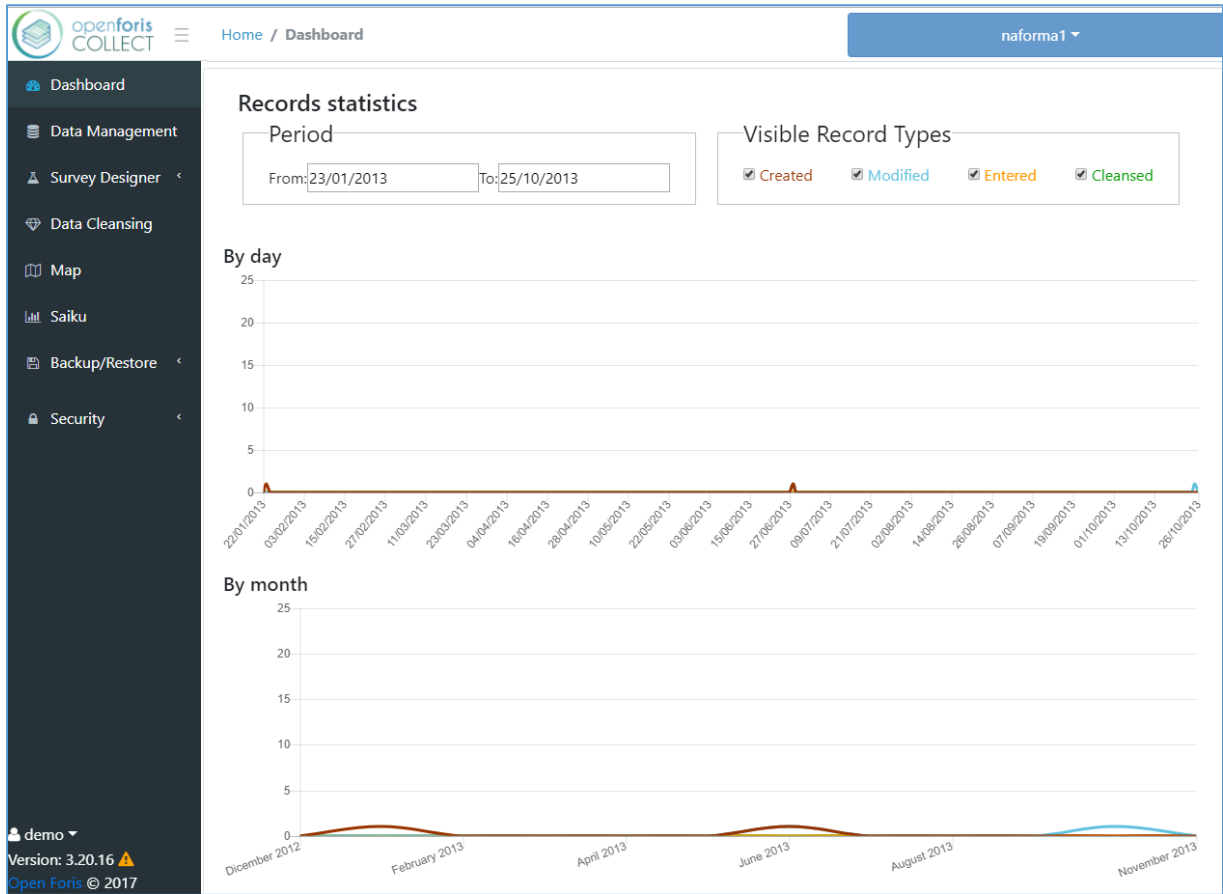 openforis
COLLECT
Home / Dashboard
naforma1
Dashboard
Data Management
Survey Designer
Data Cleansing
Map
Saiku
Backup/Restore
Security
demo
Version: 3.20.16
Open Foris © 2017
Records statistics
Period
From: 23/01/2013 To: 25/10/2013
Visible Record Types
Created Modified Entered Cleansed
By day
25
20
15
10
5
0
22/01/2013 03/02/2013 15/02/2013 27/02/2013 11/03/2013 23/03/2013 04/04/2013 16/04/2013 28/04/2013 10/05/2013 22/05/2013 03/06/2013 15/06/2013 27/06/2013 09/07/2013 21/07/2013 02/08/2013 14/08/2013 26/08/2013 07/09/2013 19/09/2013 01/10/2013 13/10/2013 26/10/2013
By month
25
20
15
10
5
0
Dicember 2012 February 2013 April 2013 June 2013 August 2013 November 2013